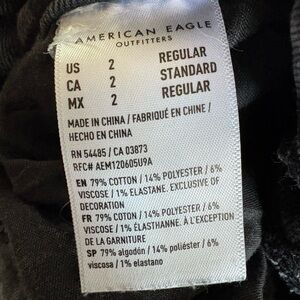 AMERICAN EAGLE
OUTFITTERS
US 2 REGULAR
CA 2 STANDARD
MX 2 REGULAR
MADE IN CHINA / FABRIQUÉ EN CHINE /
HECHO EN CHINA
RN 54485 / CA 03873
RFC# AEM120605U9A
EN 79% COTTON / 14% POLYESTER / 6%
VISCOSE / 1% ELASTANE. EXCLUSIVE OF
DECORATION
FR 79% COTON / 14% POLYESTER / 6%
VISCOSE / 1% ÉLASTHANNE. À L'EXCEPTION
DE LA GARNITURE
SP 79% algodón / 14% poliéster / 6%
viscosa / 1% elastano